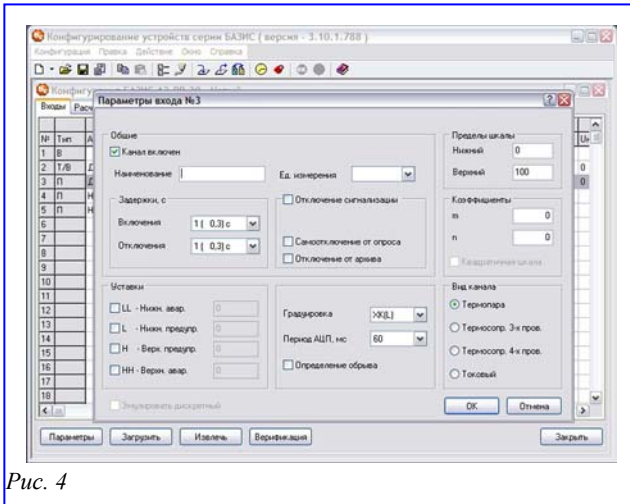 Конфигурирование устройств серии БАЗИС ( версия - 3.10.1.788 )
Конфигурация Правка Действие Окно Справка
Входы
Параметры входа №3
№ Тип
1 В
2 Т/В
3 П
4 П
5 П
6
7
8
9
10
11
12
13
14
15
16
17
18
0
0
Общие
Канал включен
Наименование
Ед. измерения
Задержки, с
Включения 1 ( 0,3) с
Отключения 1 ( 0,3) с
Отключение сигнализации
Самоотключение от опроса
Отключение от архива
Пределы шкалы
Нижний 0
Верхний 100
Коэффициенты
m 0
n 0
Квадратичная шкала
Уставки
LL - Нижн. авар. 0
L - Нижн. предупр. 0
H - Верх. предупр. 0
HH - Верхн. авар. 0
Градуировка ХК(L)
Период АЦП, мс 60
Определение обрыва
Вид канала
Термопара
Термосопр. 3-х пров.
Термосопр. 4-х пров.
Токовый
Эмулировать дискретный
OK Отмена
Параметры Загрузить Извлечь Верификация Закрыть
Рис. 4